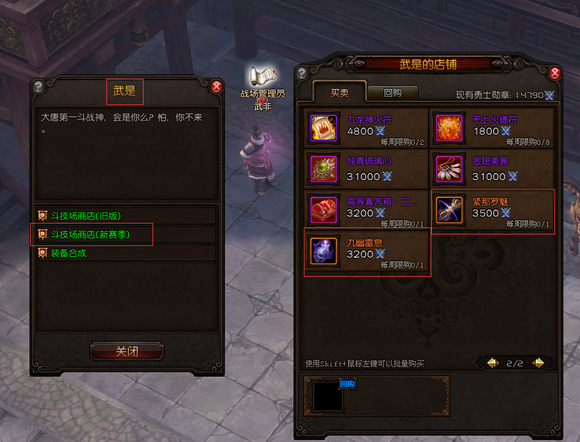 武是
大唐第一斗战神，会是你么？怕，你不来
。
斗技场商店(旧版)
斗技场商店(新赛季)
装备合成
关闭
战场管理员
武非
武是的店铺
买卖
回购
现有勇士勋章：14790
九龙神火符
4800
每周限购0/2
无上火德符
1800
每周限购0/8
纯青琉璃心
31000
金翅美翼
31000
高等真言箱·二
3200
每周限购0/1
紧那罗魅
3500
每周限购0/1
九幽雷息
3200
每周限购0/1
使用Shift+鼠标左键可以批量购买
2/2
回购